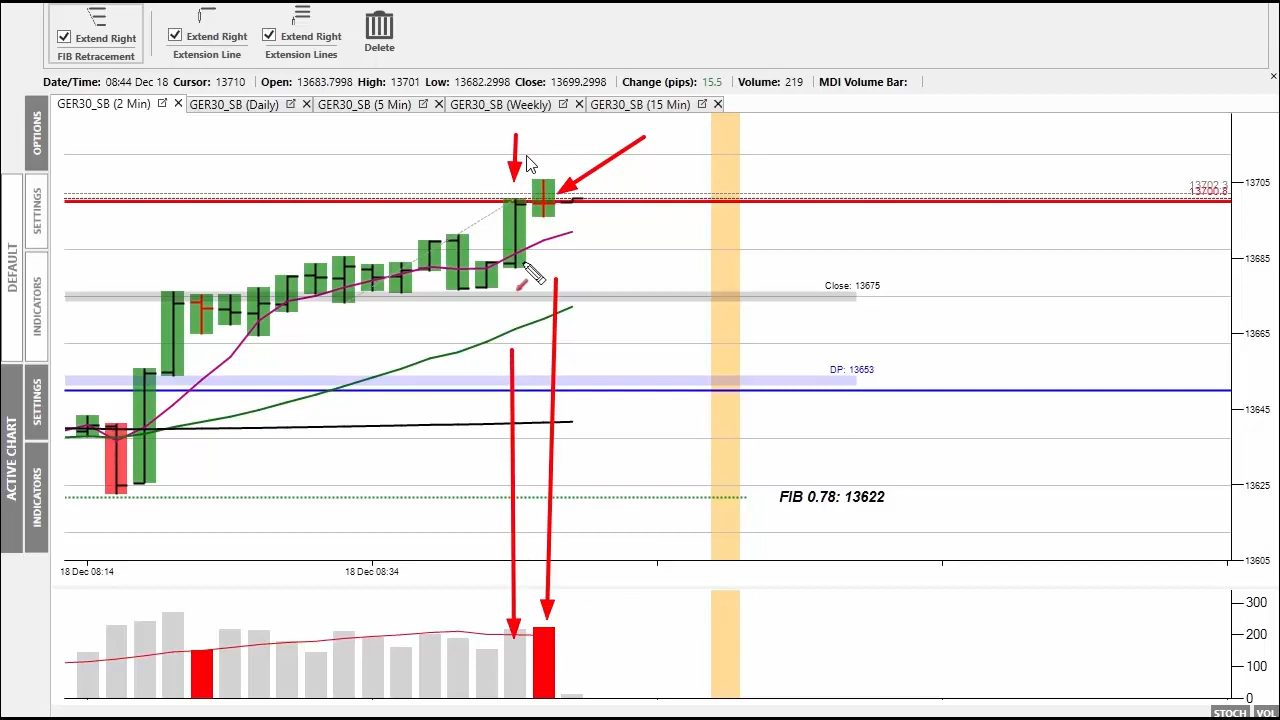 Extend Right
Extend Right
Extend Right
Delete
FIB Retracement
Extension Line
Extension Lines
Date/Time: 08:44 Dec 18 Cursor: 13710 Open: 13683.7998 High: 13701 Low: 13682.2998 Close: 13699.2998 Change (pips): 15.5 Volume: 219 MDI Volume Bar:
GER30_SB (2 Min)
GER30_SB (Daily)
GER30_SB (5 Min)
GER30_SB (Weekly)
GER30_SB (15 Min)
OPTIONS
SETTINGS
DEFAULT
INDICATORS
SETTINGS
ACTIVE CHART
INDICATORS
13705
13702.3
13700.8
13685
Close: 13675
13665
DP: 13653
13645
FIB 0.78: 13622
13625
13605
18 Dec 08:14
18 Dec 08:34
300
200
100
0
STOCH
VOL